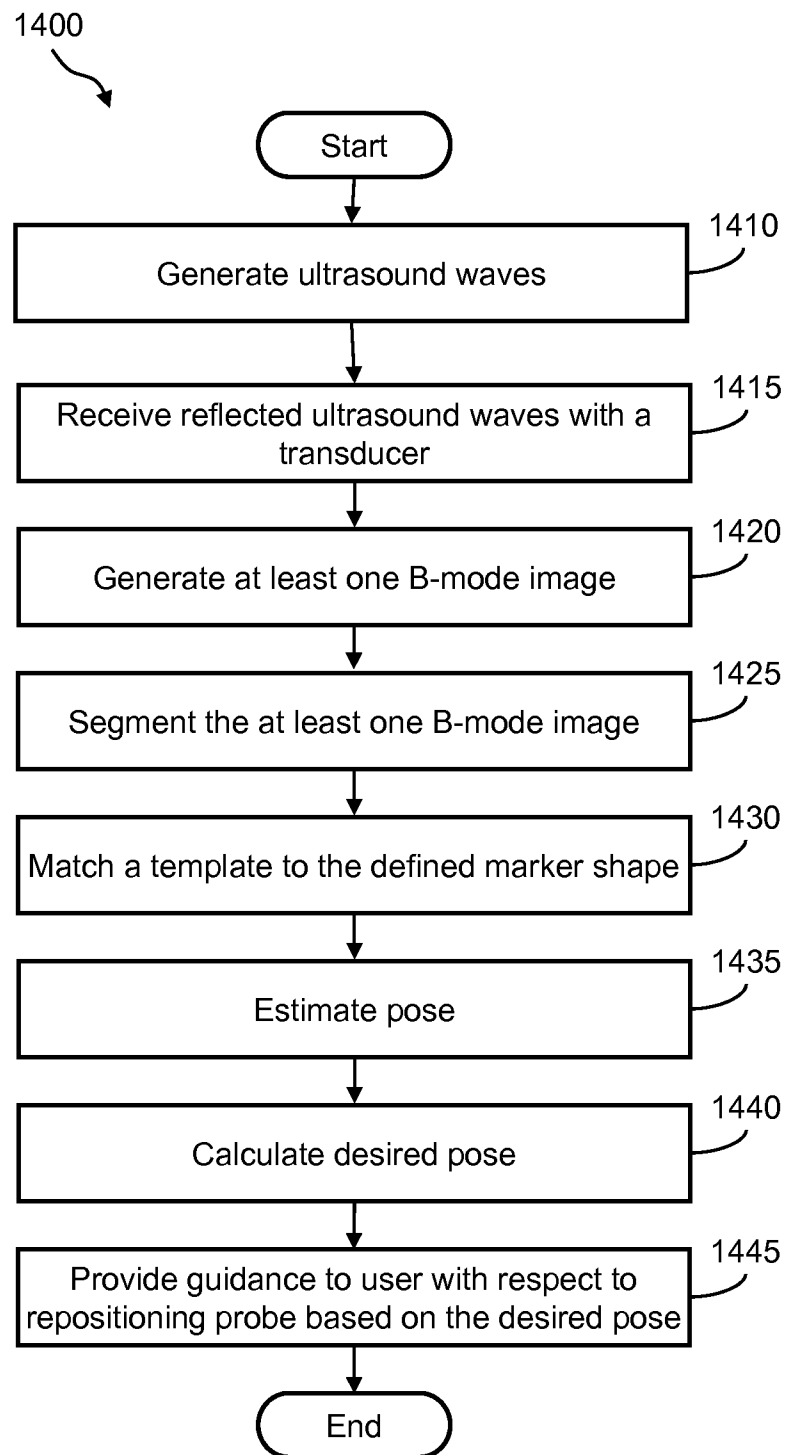 1400
Start
1410
Generate ultrasound waves
1415
Receive reflected ultrasound waves with a
transducer
1420
Generate at least one B-mode image
1425
Segment the at least one B-mode image
1430
Match a template to the defined marker shape
1435
Estimate pose
1440
Calculate desired pose
1445
Provide guidance to user with respect to
repositioning probe based on the desired pose
End